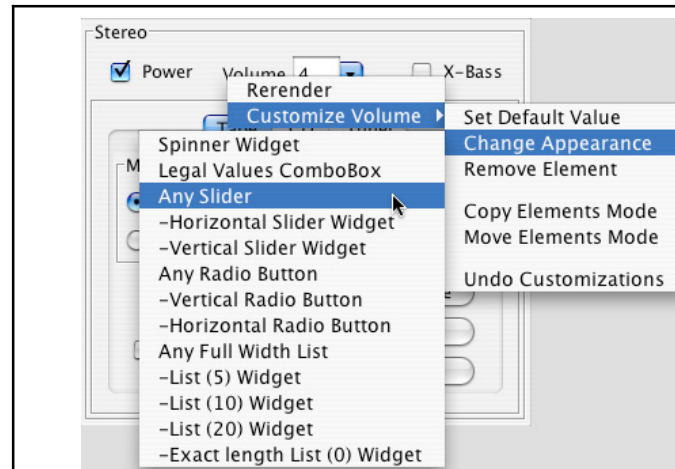 Stereo
Power Volume 4 X-Bass
Rerender
Customize Volume
Set Default Value
Change Appearance
Remove Element
Copy Elements Mode
Move Elements Mode
Undo Customizations
Spinner Widget
Legal Values ComboBox
Any Slider
-Horizontal Slider Widget
-Vertical Slider Widget
Any Radio Button
-Vertical Radio Button
-Horizontal Radio Button
Any Full Width List
-List (5) Widget
-List (10) Widget
-List (20) Widget
-Exact length List (0) Widget